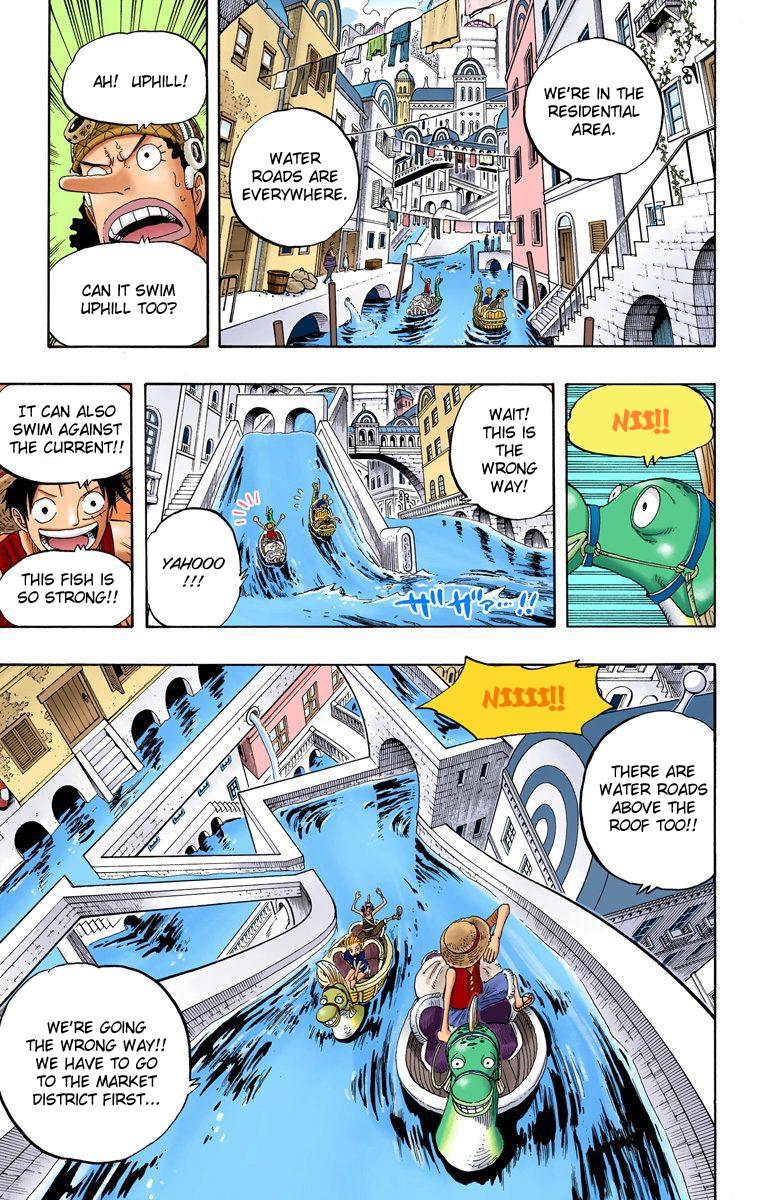 WE'RE IN THE
RESIDENTIAL
AREA.
WATER
ROADS ARE
EVERYWHERE.
AH! UPHILL!
CAN IT SWIM
UPHILL TOO?
NII!!
WAIT!
THIS IS
THE
WRONG
WAY!
YAHOOO
!!!
ザザァ…!!
IT CAN ALSO
SWIM AGAINST
THE CURRENT!!
THIS FISH IS
SO STRONG!!
NIIII!!
THERE ARE
WATER ROADS
ABOVE THE
ROOF TOO!!
WE'RE GOING
THE WRONG WAY!!
WE HAVE TO GO
TO THE MARKET
DISTRICT FIRST...